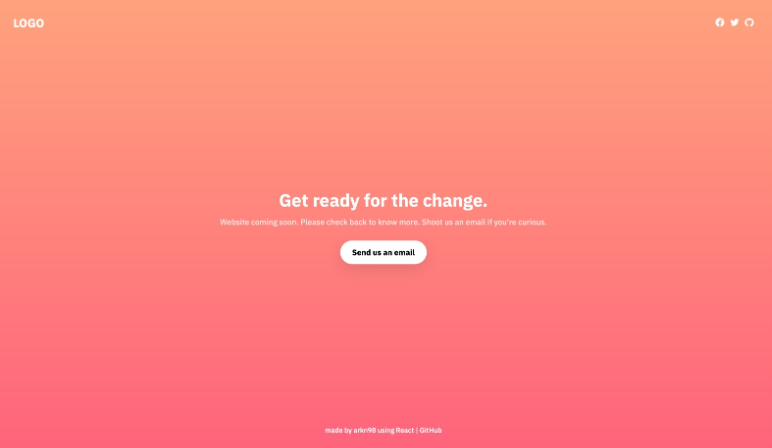 LOGO
Get ready for the change.
Website coming soon. Please check back to know more. Shoot us an email if you're curious.
Send us an email
made by arkn98 using React | GitHub